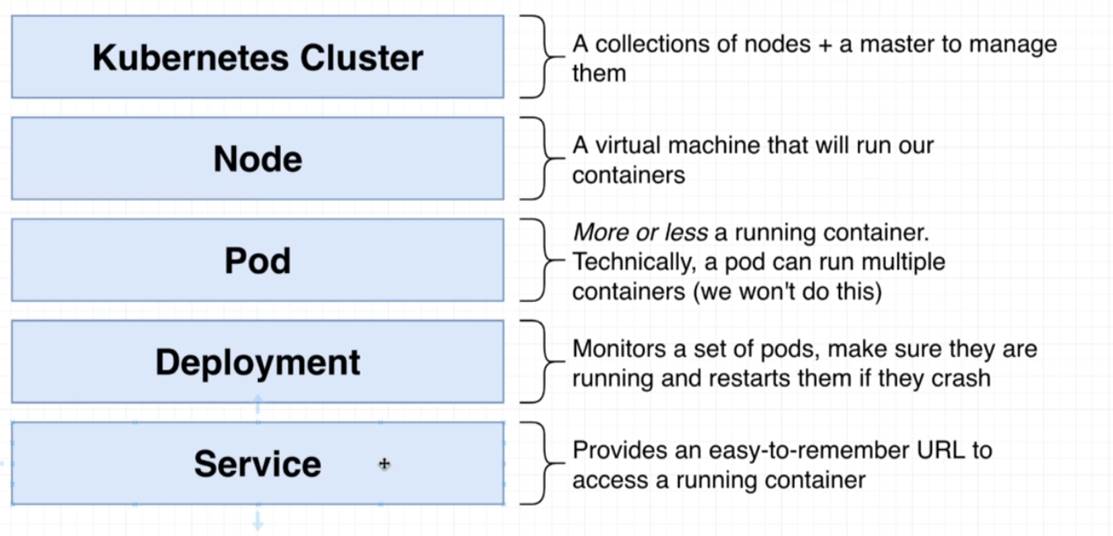 Kubernetes Cluster
A collections of nodes + a master to manage
them
Node
A virtual machine that will run our
containers
Pod
More or less a running container.
Technically, a pod can run multiple
containers (we won't do this)
Deployment
Monitors a set of pods, make sure they are
running and restarts them if they crash
Service
Provides an easy-to-remember URL to
access a running container